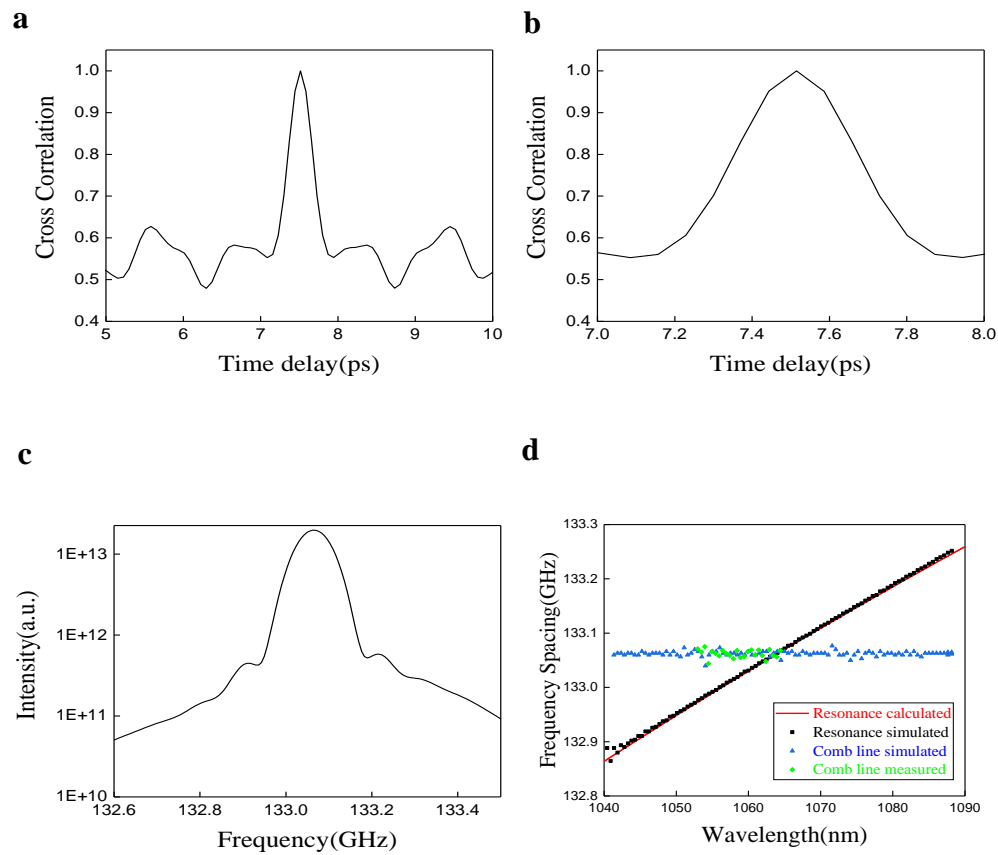 a
1.0
0.9
0.8
0.7
0.6
0.5
0.4
Cross Correlation
5 6 7 8 9 10
Time delay(ps)
b
1.0
0.9
0.8
0.7
0.6
0.5
0.4
Cross Correlation
7.0 7.2 7.4 7.6 7.8 8.0
Time delay(ps)
c
1E+13
1E+12
1E+11
1E+10
Intensity(a.u.)
132.6 132.8 133.0 133.2 133.4
Frequency(GHz)
d
133.3
133.2
133.1
133.0
132.9
132.8
Frequency Spacing(GHz)
Resonance calculated
Resonance simulated
Comb line simulated
Comb line measured
1040 1050 1060 1070 1080 1090
Wavelength(nm)